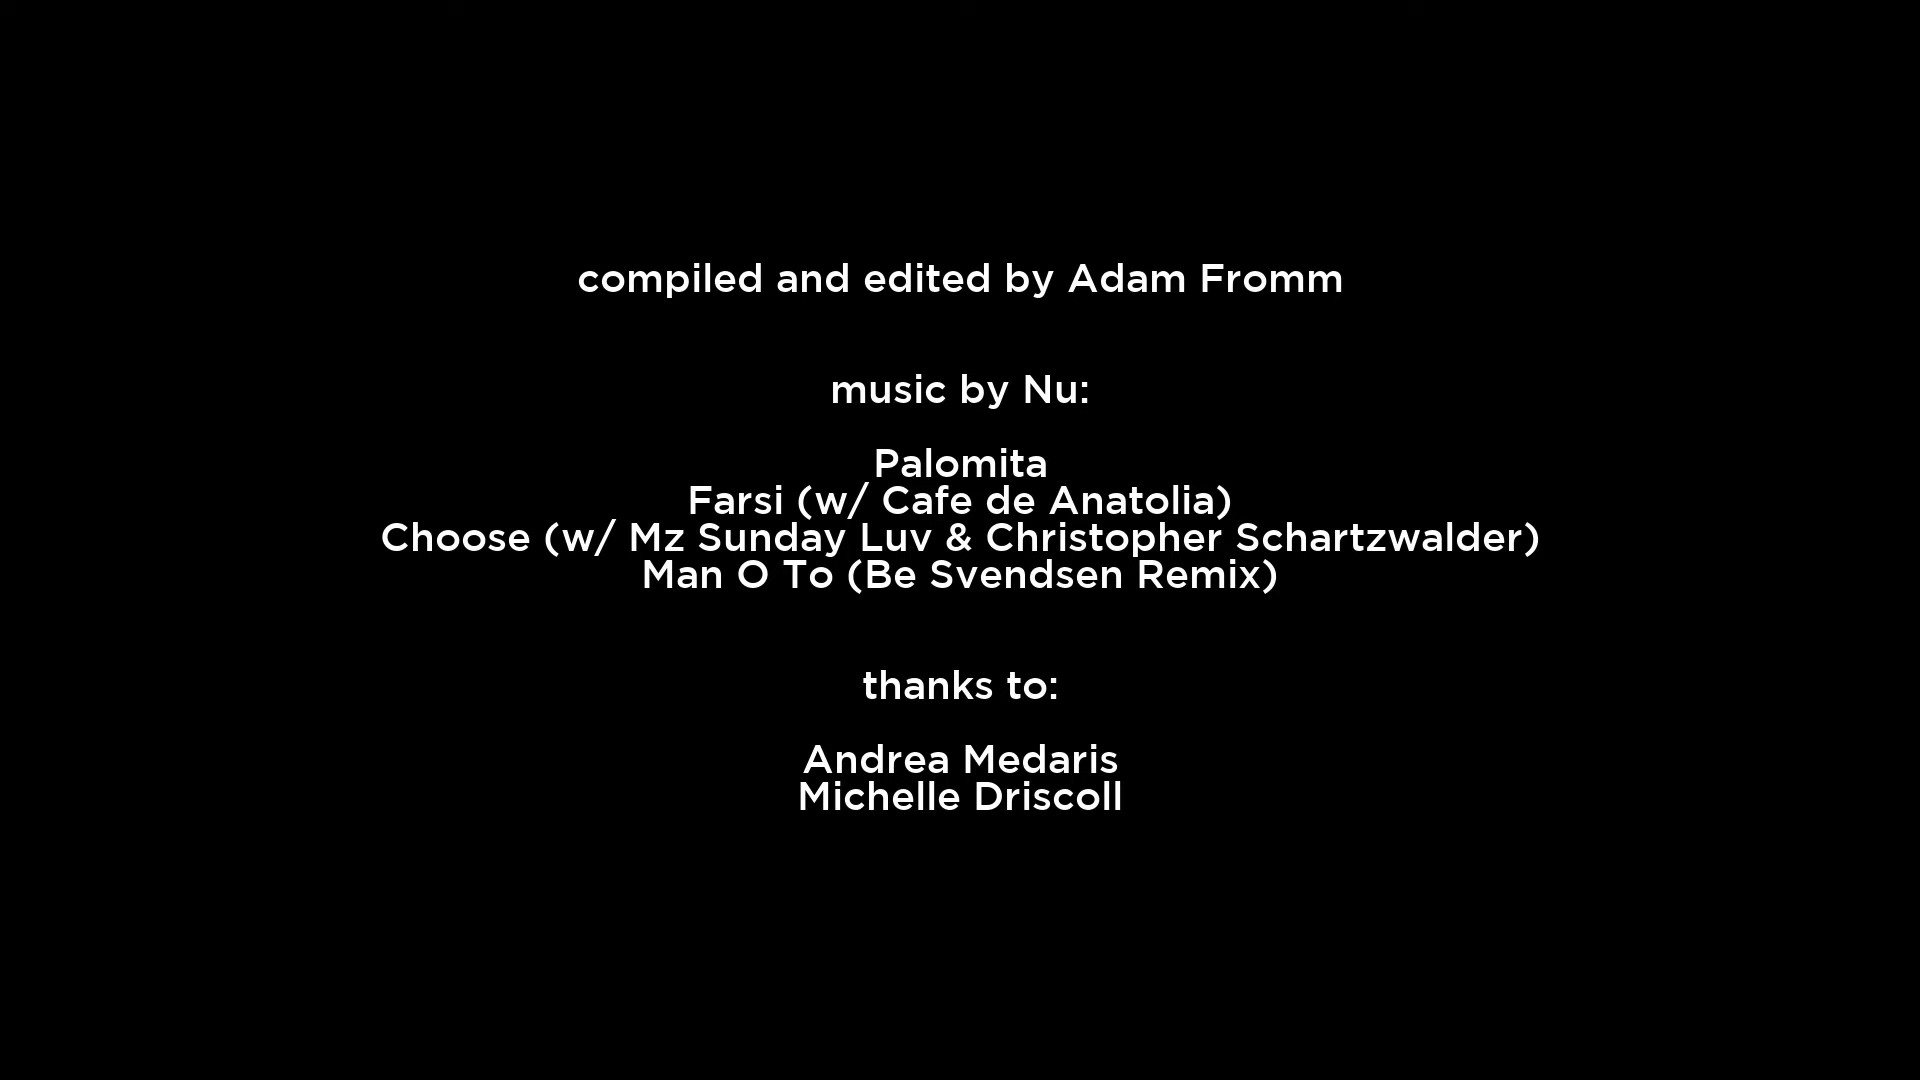 compiled and edited by Adam Fromm
music by Nu:
Palomita
Farsi (w/ Cafe de Anatolia)
Choose (w/ Mz Sunday Luv & Christopher Schartzwalder)
Man O To (Be Svendsen Remix)
thanks to:
Andrea Medaris
Michelle Driscoll